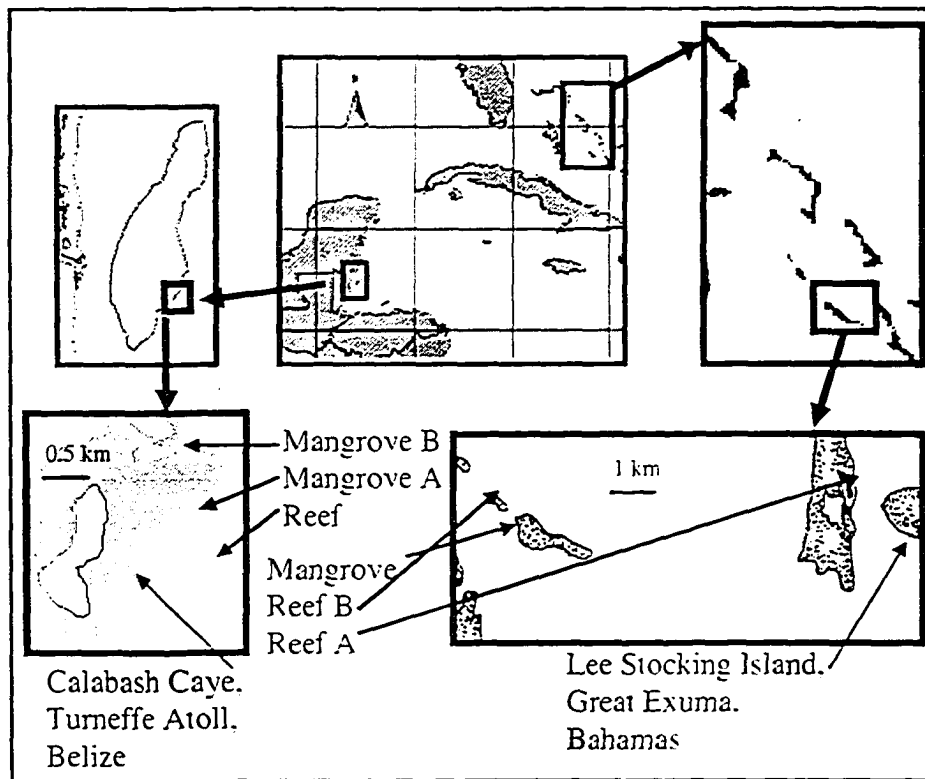 0.5 km
Mangrove B
Mangrove A
Reef
1 km
Mangrove
Reef B
Reef A
Calabash Caye,
Turneffe Atoll,
Belize
Lee Stocking Island,
Great Exuma,
Bahamas